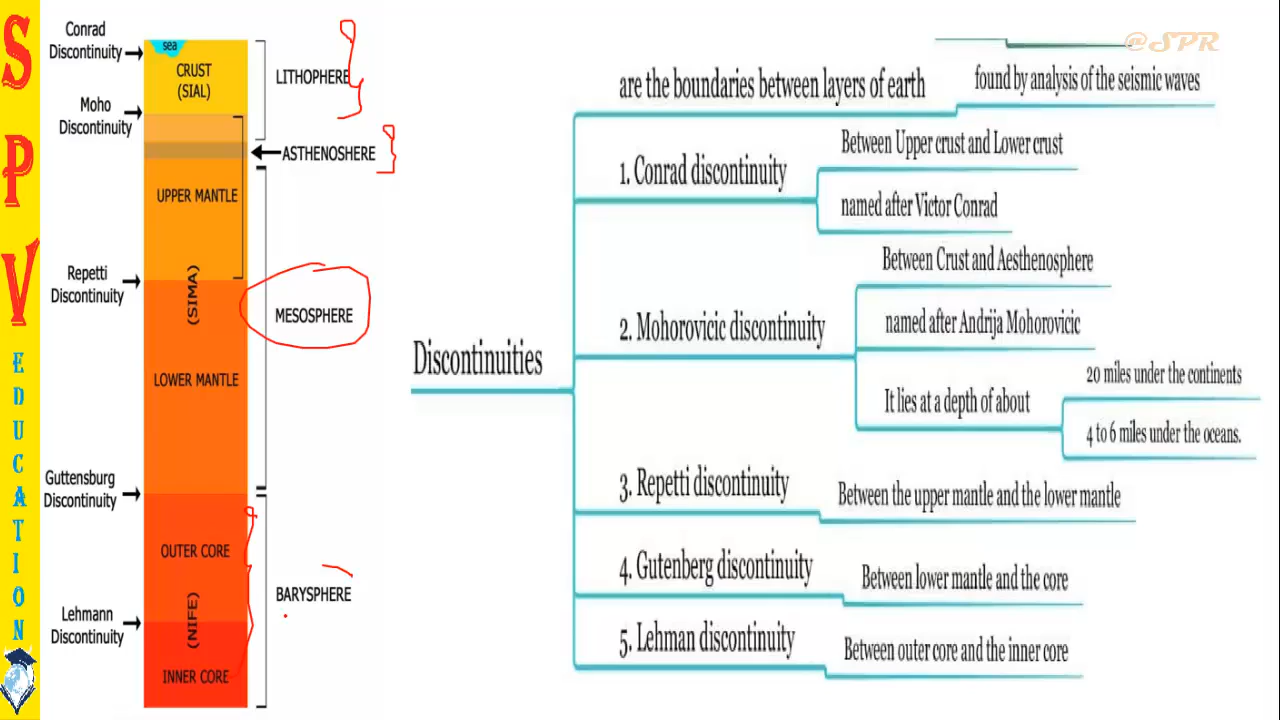 S
P
V
EDUCATION
Conrad
Discontinuity
sea
CRUST
(SIAL)
LITHOPHERE
Moho
Discontinuity
ASTHENOSHERE
UPPER MANTLE
Repetti
Discontinuity
(SIMA)
MESOSPHERE
LOWER MANTLE
Guttensburg
Discontinuity
OUTER CORE
BARYSPHERE
Lehmann
Discontinuity
(NIFE)
INNER CORE
@SPR
Discontinuities
are the boundaries between layers of earth
found by analysis of the seismic waves
1. Conrad discontinuity
Between Upper crust and Lower crust
named after Victor Conrad
2. Mohorovicic discontinuity
Between Crust and Aesthenosphere
named after Andrija Mohorovicic
It lies at a depth of about
20 miles under the continents
4 to 6 miles under the oceans.
3. Repetti discontinuity
Between the upper mantle and the lower mantle
4. Gutenberg discontinuity
Between lower mantle and the core
5. Lehman discontinuity
Between outer core and the inner core